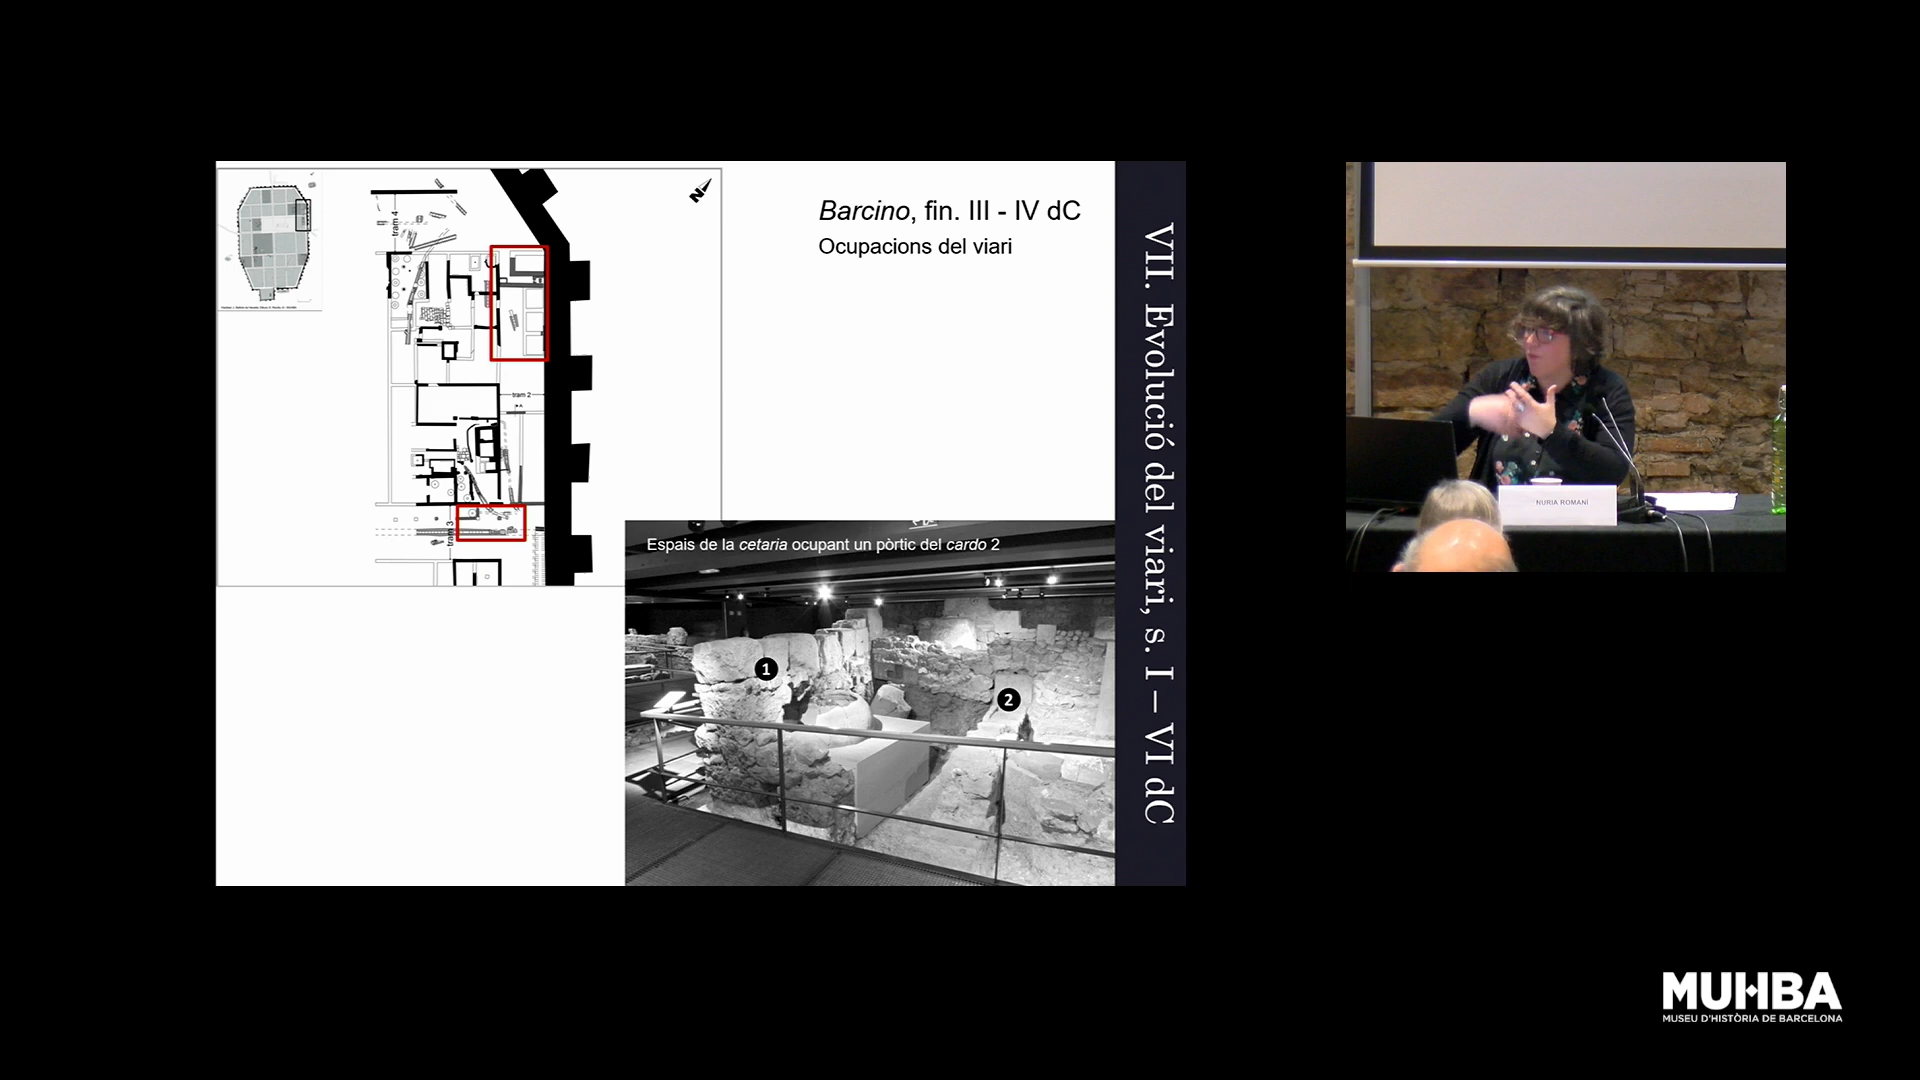 Barcino, fin. III - IV dC
Ocupacions del viari
N
tram 4
tram 2
A
tram 3
Espais de la cetaria ocupant un pòrtic del cardo 2
1
2
VII. Evolució del viari, s. I – VI dC
NURIA ROMANÍ
MUHBA
MUSEU D'HISTÒRIA DE BARCELONA